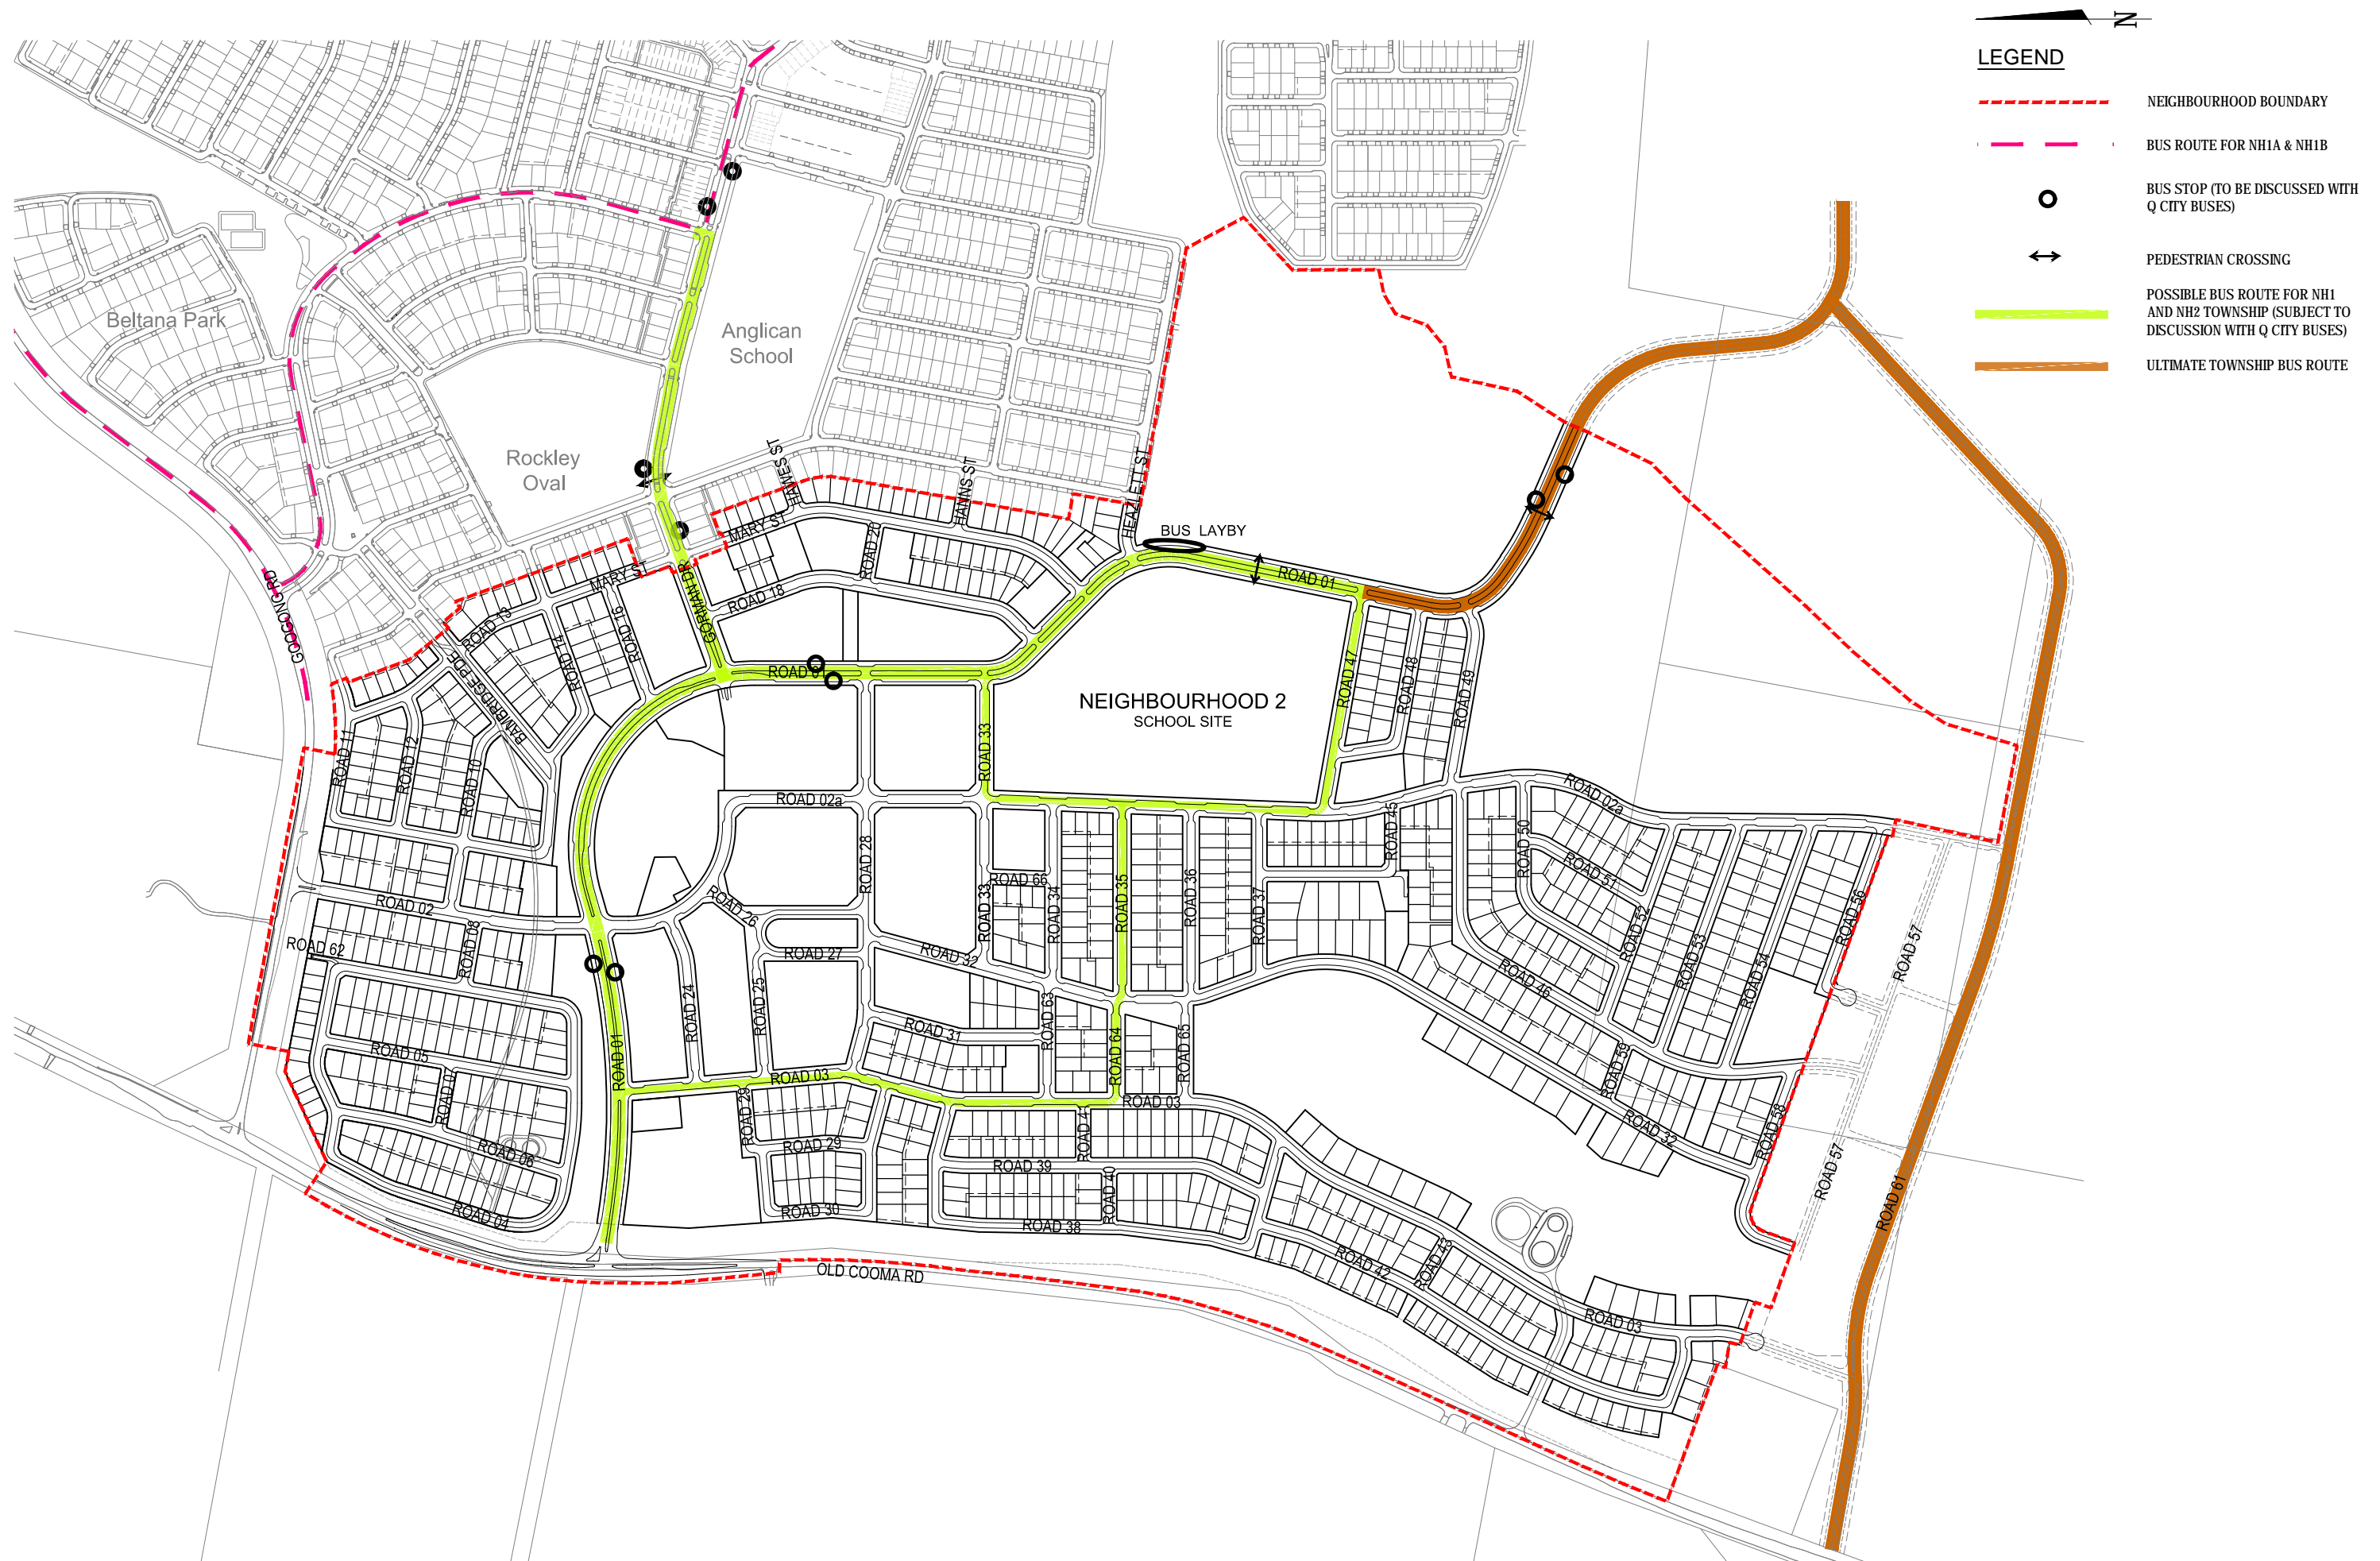 N
LEGEND
NEIGHBOURHOOD BOUNDARY
BUS ROUTE FOR NH1A & NH1B
BUS STOP (TO BE DISCUSSED WITH
Q CITY BUSES)
PEDESTRIAN CROSSING
POSSIBLE BUS ROUTE FOR NH1
AND NH2 TOWNSHIP (SUBJECT TO
DISCUSSION WITH Q CITY BUSES)
ULTIMATE TOWNSHIP BUS ROUTE
Beltana Park
Anglican
School
Rockley
Oval
HAWES ST
HANNS ST
HEAZLETT ST
MARY ST
BUS LAYBY
ROAD 20
ROAD 01
GOOGONG RD
MARY ST
GORMAN DR
ROAD 18
ROAD 13
ROAD 16
ROAD 14
BAMBRIDGE PDE
ROAD 01
NEIGHBOURHOOD 2
SCHOOL SITE
ROAD 47
ROAD 48
ROAD 49
ROAD 11
ROAD 12
ROAD 10
ROAD 33
ROAD 02a
ROAD 02a
ROAD 28
ROAD 45
ROAD 50
ROAD 51
ROAD 66
ROAD 02
ROAD 26
ROAD 33
ROAD 34
ROAD 35
ROAD 36
ROAD 37
ROAD 52
ROAD 53
ROAD 54
ROAD 56
ROAD 57
ROAD 62
ROAD 08
ROAD 27
ROAD 32
ROAD 46
ROAD 24
ROAD 25
ROAD 63
ROAD 31
ROAD 64
ROAD 65
ROAD 05
ROAD 01
ROAD 03
ROAD 07
ROAD 29
ROAD 03
ROAD 59
ROAD 32
ROAD 58
ROAD 57
ROAD 61
ROAD 06
ROAD 29
ROAD 39
ROAD 40
ROAD 04
ROAD 30
ROAD 38
ROAD 42
ROAD 43
OLD COOMA RD
ROAD 03